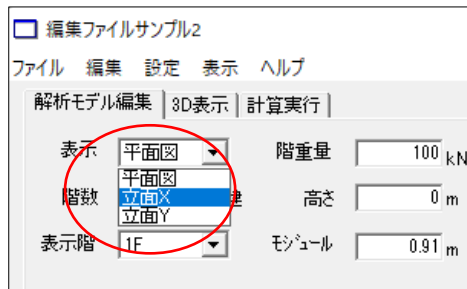 編集ファイルサンプル2
ファイル 編集 設定 表示 ヘルプ
解析モデル編集 3D表示 計算実行
表示 平面図 階重量 100 kN
平面図
階数 立面X 建 高さ 0 m
立面Y
表示階 1F モジュール 0.91 m